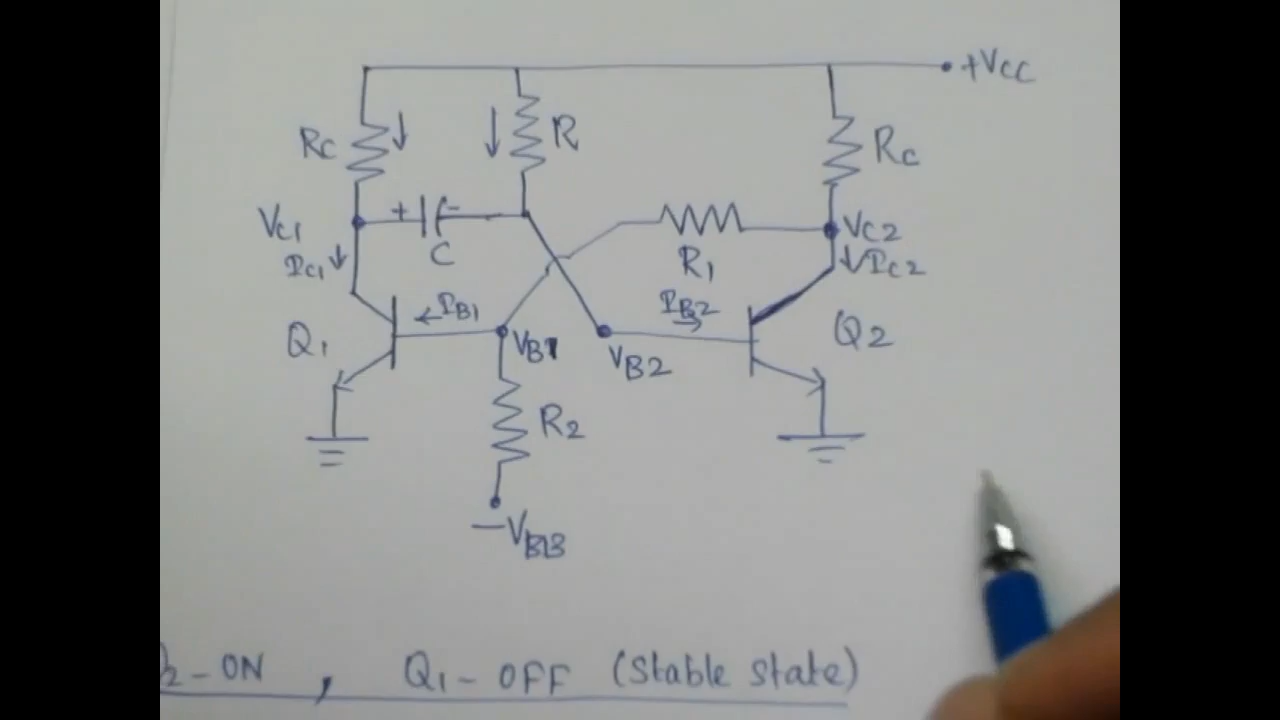 +VCC
RC
R
RC
+
-
VC1
C
R1
VC2
IC1
IC2
IB1
IB2
Q1
VB1
VB2
Q2
R2
-VBB
Q2-ON , Q1-OFF (Stable state)